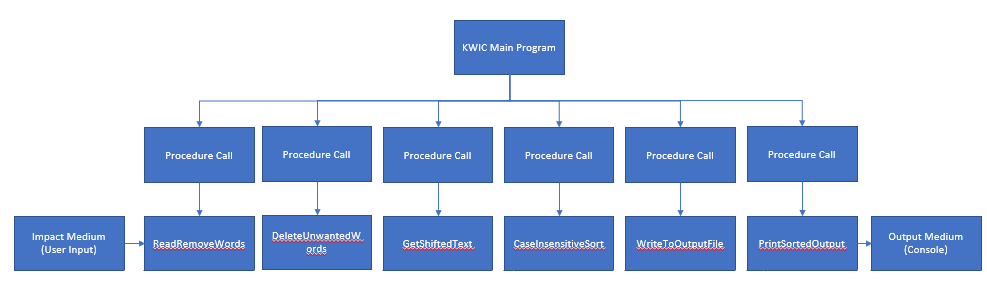 KWIC Main Program
Procedure Call
Procedure Call
Procedure Call
Procedure Call
Procedure Call
Procedure Call
Impact Medium
(User Input)
ReadRemoveWords
DeleteUnwantedW
ords
GetShiftedText
CaseInsensitiveSort
WriteToOutputFile
PrintSortedOutput
Output Medium
(Console)